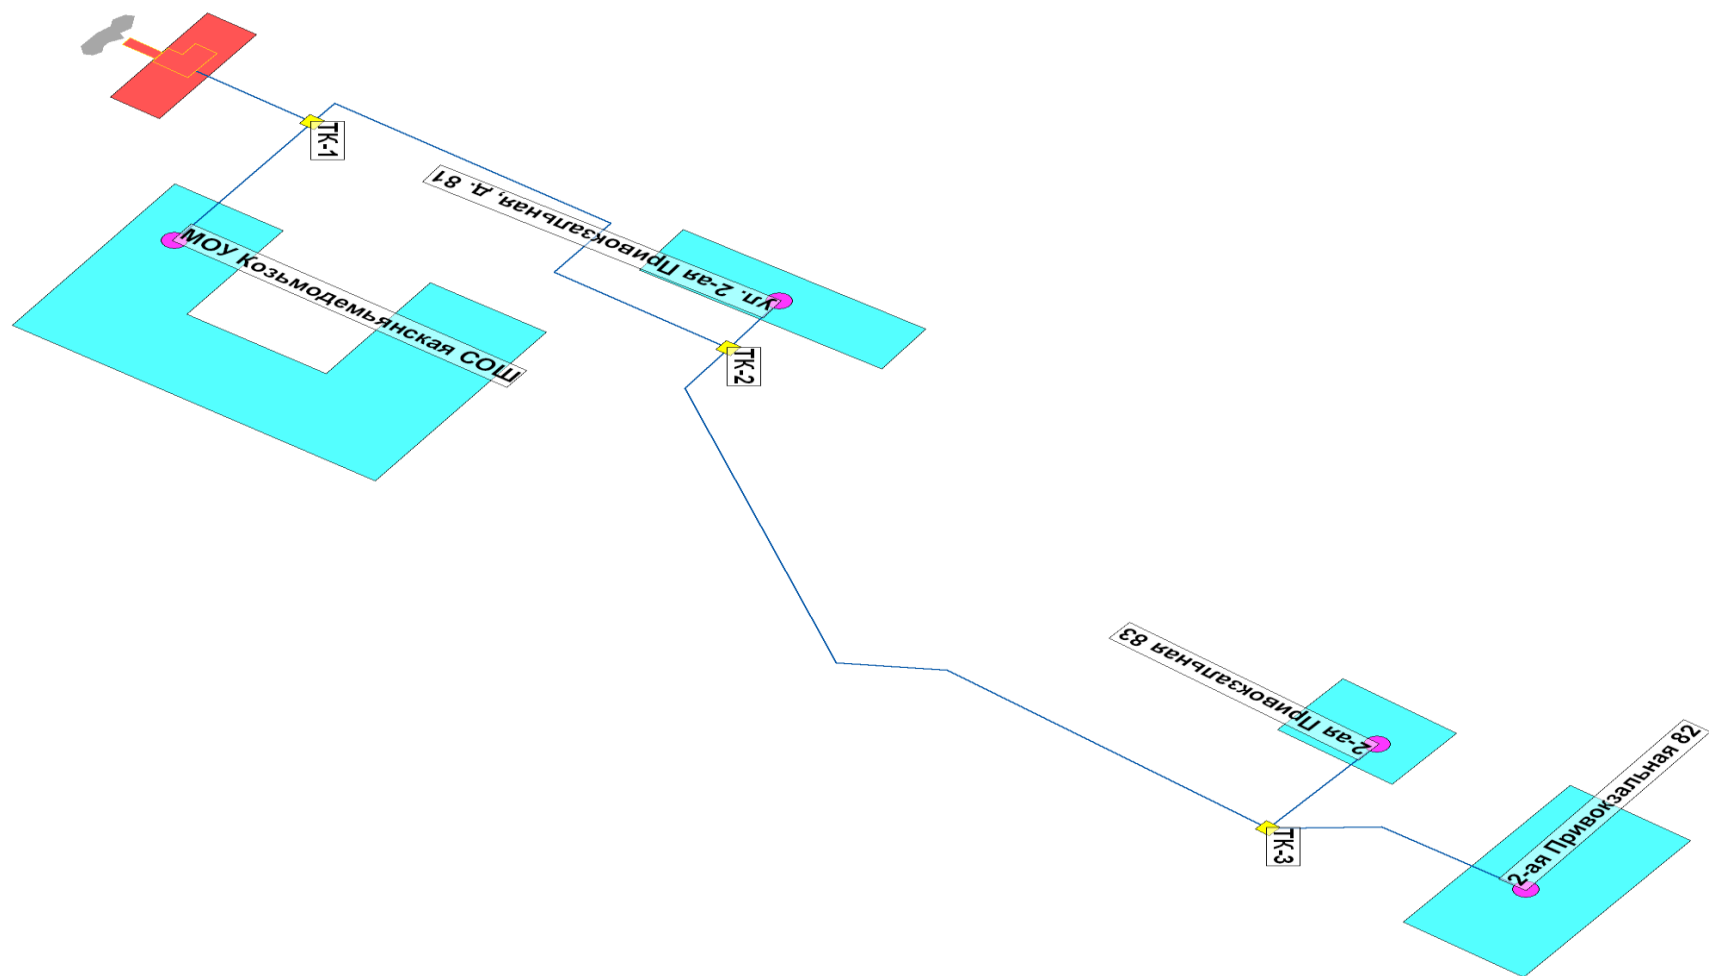 ТК-1
ул. 2-ая Привокзальная, д. 81
МОУ Козьмодемьянская СОШ
ТК-2
2-ая Привокзальная 83
2-ая Привокзальная 82
ТК-3